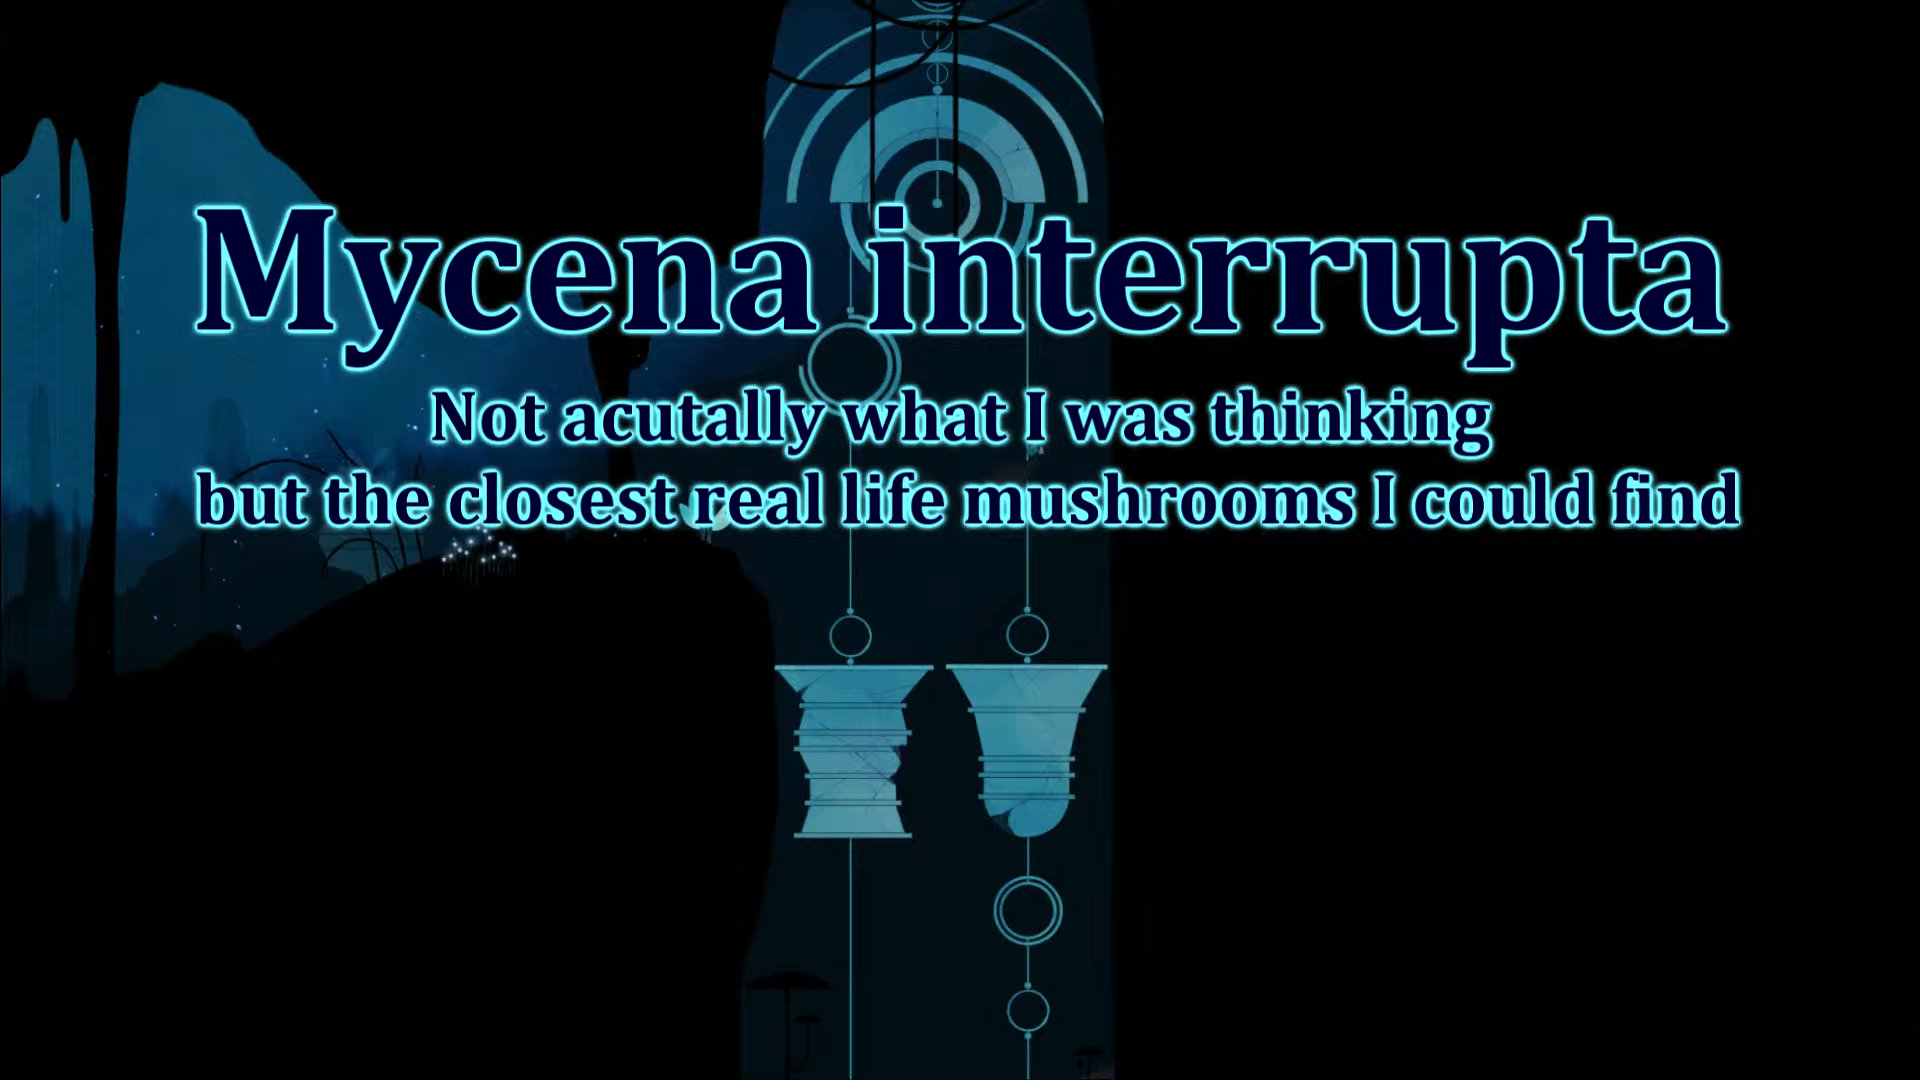 Mycena interrupta
Not acutally what I was thinking
but the closest real life mushrooms I could find